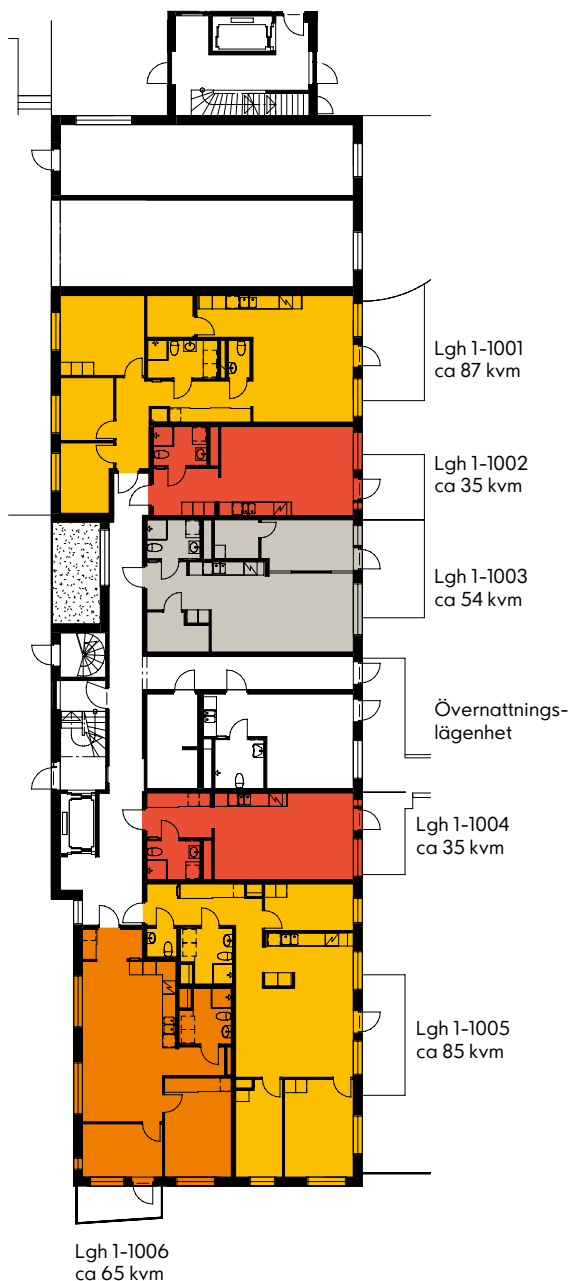 Lgh 1-1001
ca 87 kvm
Lgh 1-1002
ca 35 kvm
Lgh 1-1003
ca 54 kvm
Övernattnings-
lägenhet
Lgh 1-1004
ca 35 kvm
Lgh 1-1005
ca 85 kvm
Lgh 1-1006
ca 65 kvm